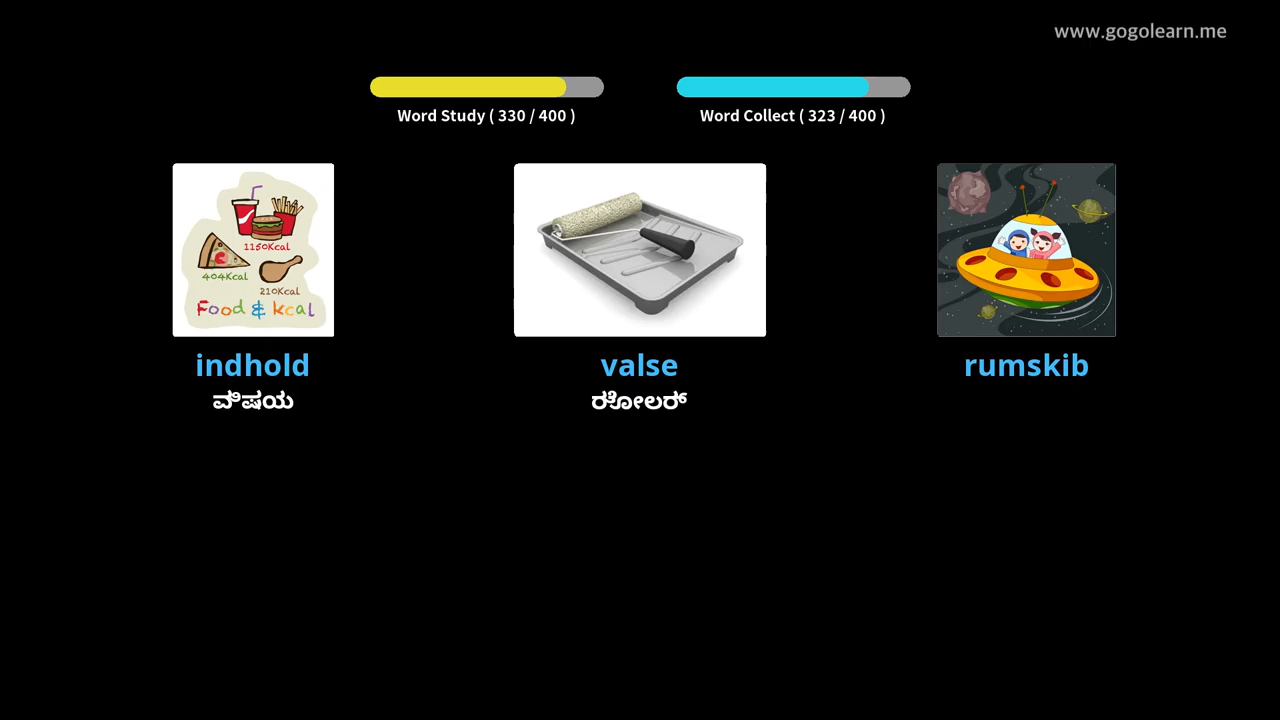 www.gogolearn.me
Word Study ( 330 / 400 )
Word Collect ( 323 / 400 )
1150Kcal
404Kcal
210Kcal
Food & kcal
indhold
valse
rumskib
ವಿಷಯ
ರೋಲರ್